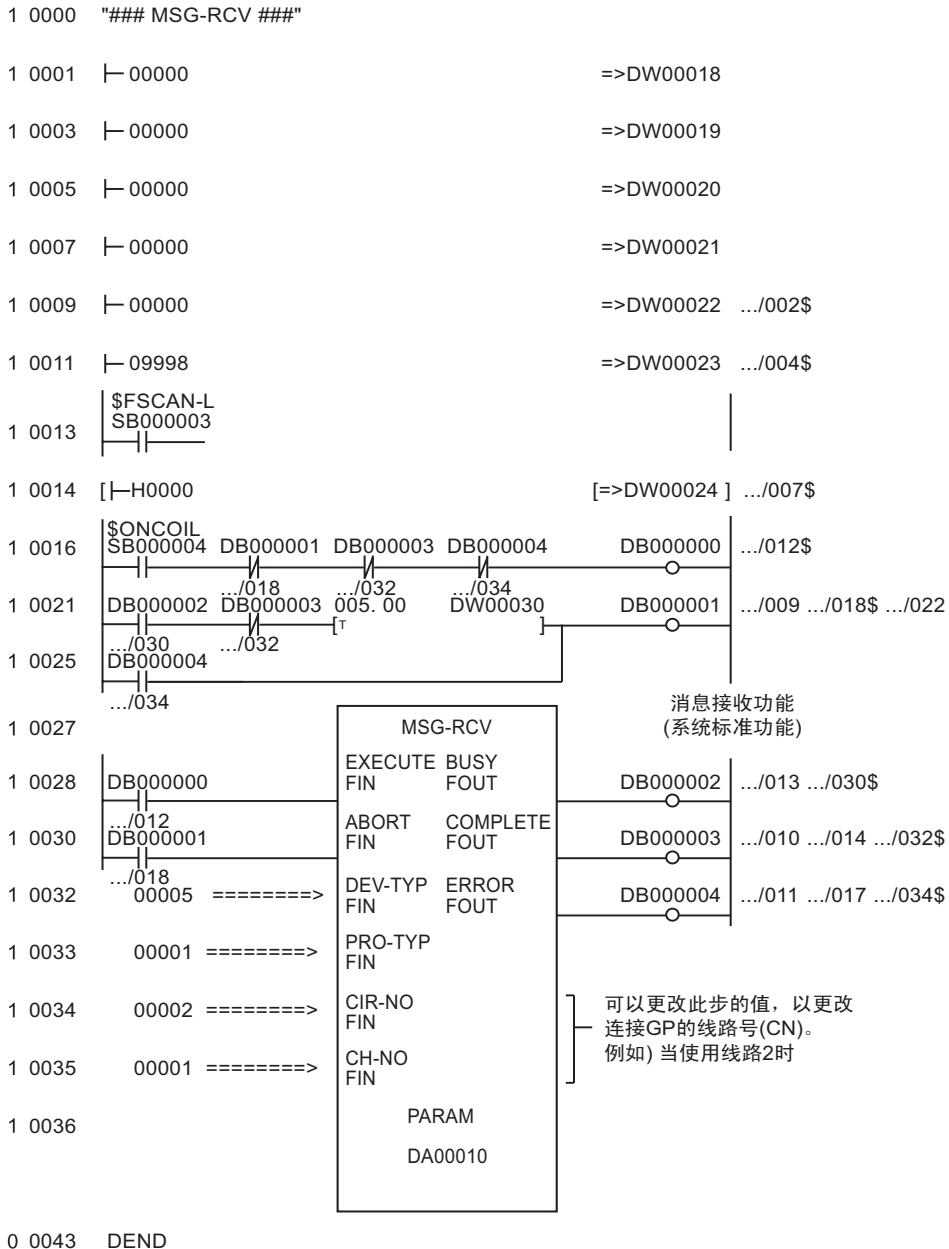 1 0000 "### MSG-RCV ###"
1 0001 00000 =>DW00018
1 0003 00000 =>DW00019
1 0005 00000 =>DW00020
1 0007 00000 =>DW00021
1 0009 00000 =>DW00022 .../002$
1 0011 09998 =>DW00023 .../004$
$FSCAN-L
1 0013 SB000003
1 0014 [ H0000 [=>DW00024 ] .../007$
$ONCOIL
1 0016 SB000004 DB000001 DB000003 DB000004 DB000000 .../012$
.../018 .../032 .../034
1 0021 DB000002 DB000003 005. 00 DW00030 DB000001 .../009 .../018$ .../022
[T ]
.../030 .../032
1 0025 DB000004
.../034
消息接收功能
(系统标准功能)
1 0027 MSG-RCV
1 0028 DB000000 EXECUTE BUSY DB000002 .../013 .../030$
FIN FOUT
.../012
1 0030 DB000001 ABORT COMPLETE DB000003 .../010 .../014 .../032$
FIN FOUT
.../018
1 0032 00005 ========> DEV-TYP ERROR DB000004 .../011 .../017 .../034$
FIN FOUT
1 0033 00001 ========> PRO-TYP
FIN
1 0034 00002 ========> CIR-NO
FIN
可以更改此步的值，以更改
连接GP的线路号(CN)。
例如) 当使用线路2时
1 0035 00001 ========> CH-NO
FIN
1 0036 PARAM
DA00010
0 0043 DEND